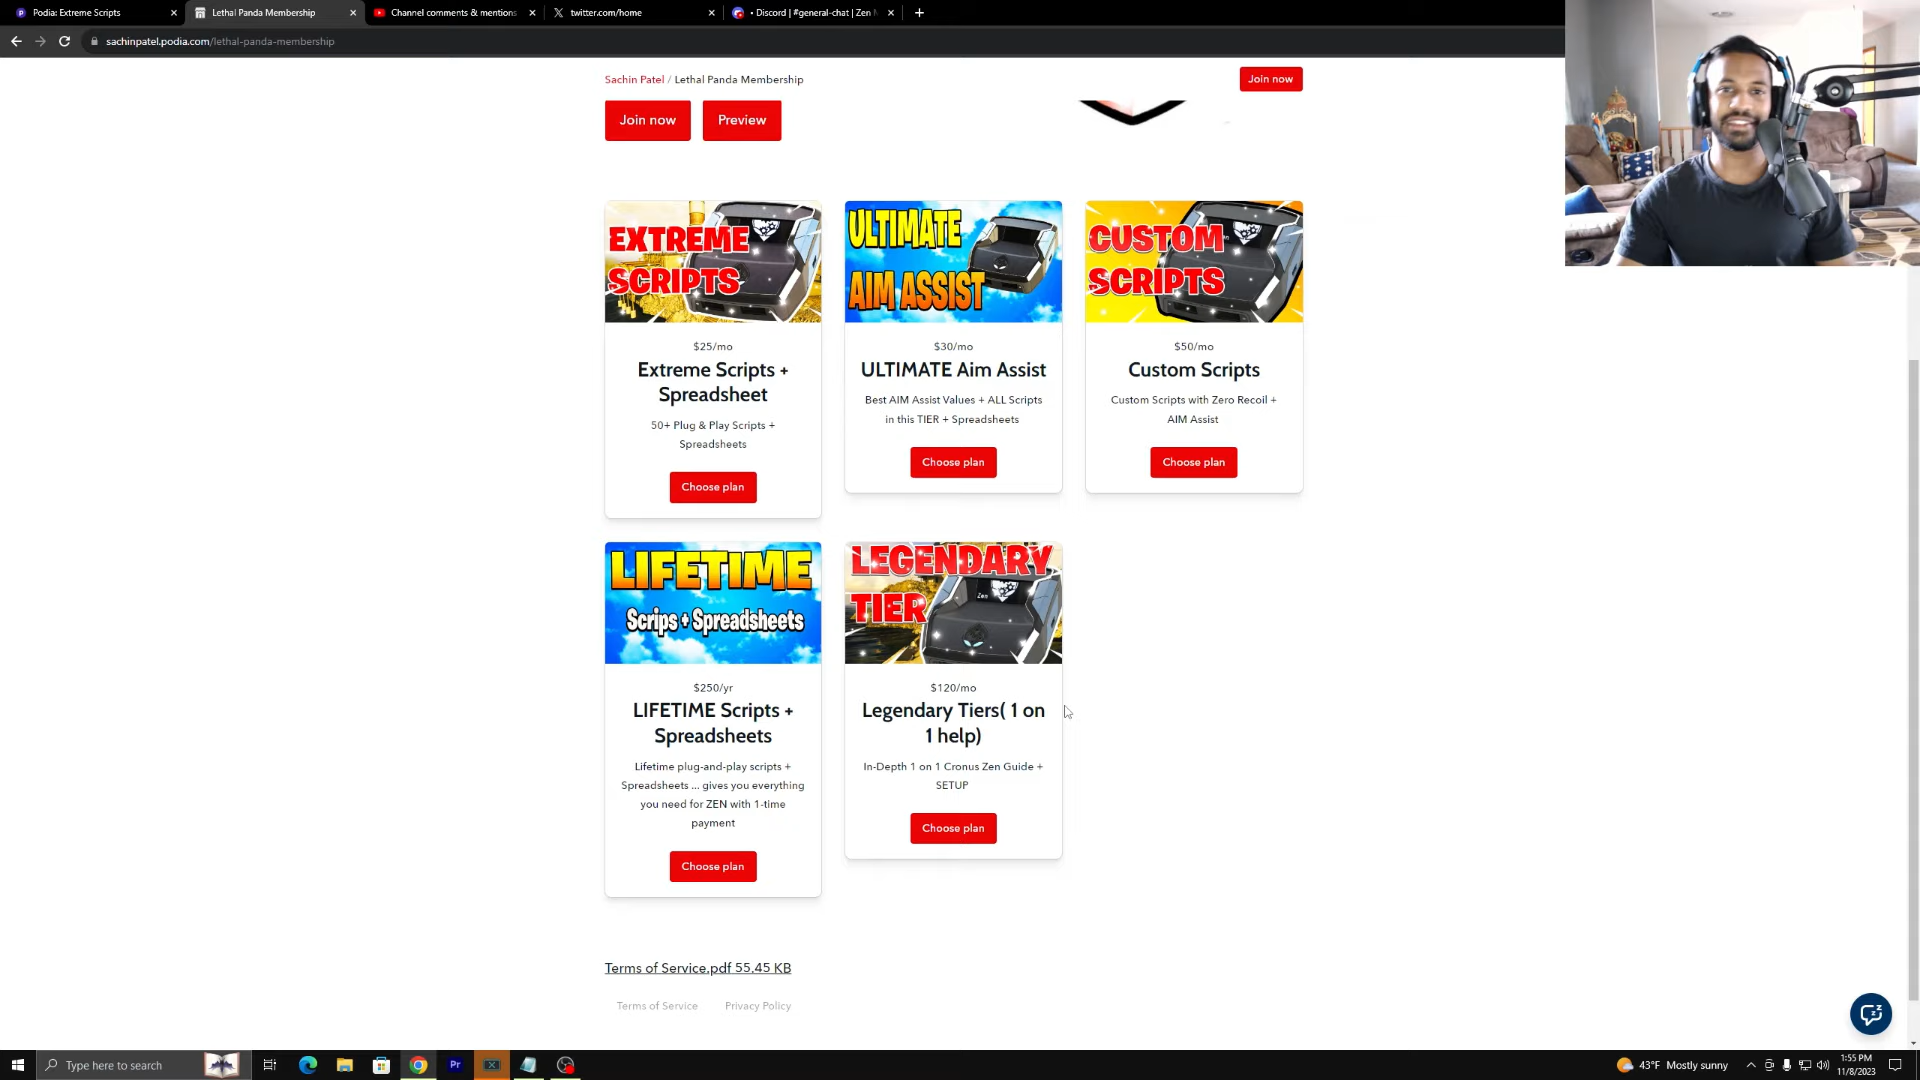 Podia: Extreme Scripts
Lethal Panda Membership
Channel comments & mentions
twitter.com/home
• Discord | #general-chat | Zen
sachinpatel.podia.com/lethal-panda-membership
Sachin Patel / Lethal Panda Membership
Join now
Join now
Preview
EXTREME
SCRIPTS
ULTIMATE
AIM ASSIST
CUSTOM
SCRIPTS
$25/mo
Extreme Scripts +
Spreadsheet
50+ Plug & Play Scripts +
Spreadsheets
Choose plan
$30/mo
ULTIMATE Aim Assist
Best AIM Assist Values + ALL Scripts
in this TIER + Spreadsheets
Choose plan
$50/mo
Custom Scripts
Custom Scripts with Zero Recoil +
AIM Assist
Choose plan
LIFETIME
Scrips + Spreadsheets
LEGENDARY
TIER
Zen
$250/yr
LIFETIME Scripts +
Spreadsheets
Lifetime plug-and-play scripts +
Spreadsheets ... gives you everything
you need for ZEN with 1-time
payment
Choose plan
$120/mo
Legendary Tiers( 1 on
1 help)
In-Depth 1 on 1 Cronus Zen Guide +
SETUP
Choose plan
Terms of Service.pdf 55.45 KB
Terms of Service
Privacy Policy
Type here to search
Pr
43°F Mostly sunny
1:55 PM
11/8/2023